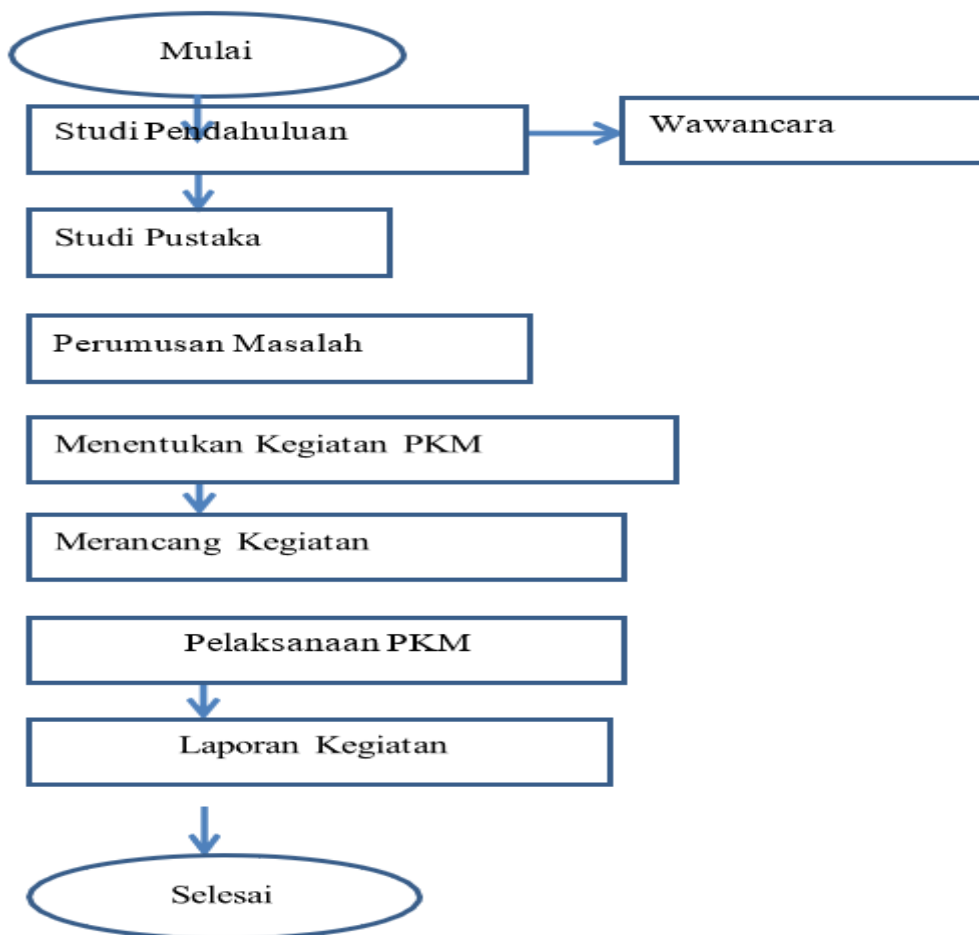 Mulai
Studi Pendahuluan
Wawancara
Studi Pustaka
Perumusan Masalah
Menentukan Kegiatan PKM
Merancang Kegiatan
Pelaksanaan PKM
Laporan Kegiatan
Selesai